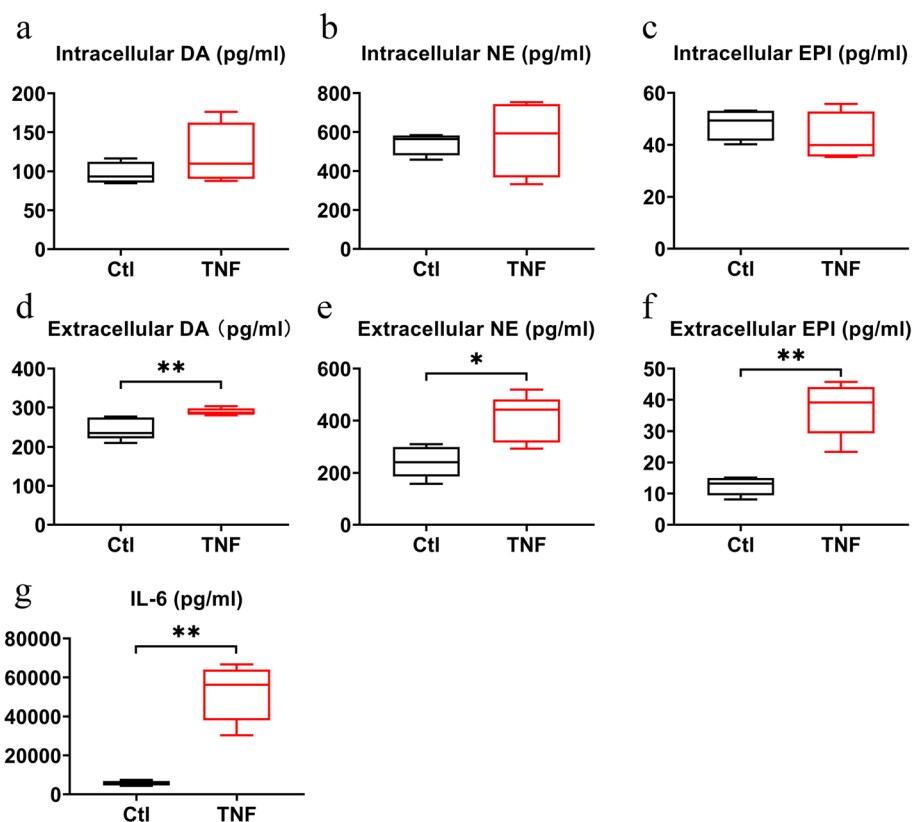 a
Intracellular DA (pg/ml)
200
150
100
50
0
Ctl
TNF
b
Intracellular NE (pg/ml)
800
600
400
200
0
Ctl
TNF
c
Intracellular EPI (pg/ml)
60
40
20
0
Ctl
TNF
d
Extracellular DA（pg/ml）
400
300
200
100
0
**
Ctl
TNF
e
Extracellular NE (pg/ml)
600
400
200
0
*
Ctl
TNF
f
Extracellular EPI (pg/ml)
50
40
30
20
10
0
**
Ctl
TNF
g
IL-6 (pg/ml)
80000
60000
40000
20000
0
**
Ctl
TNF